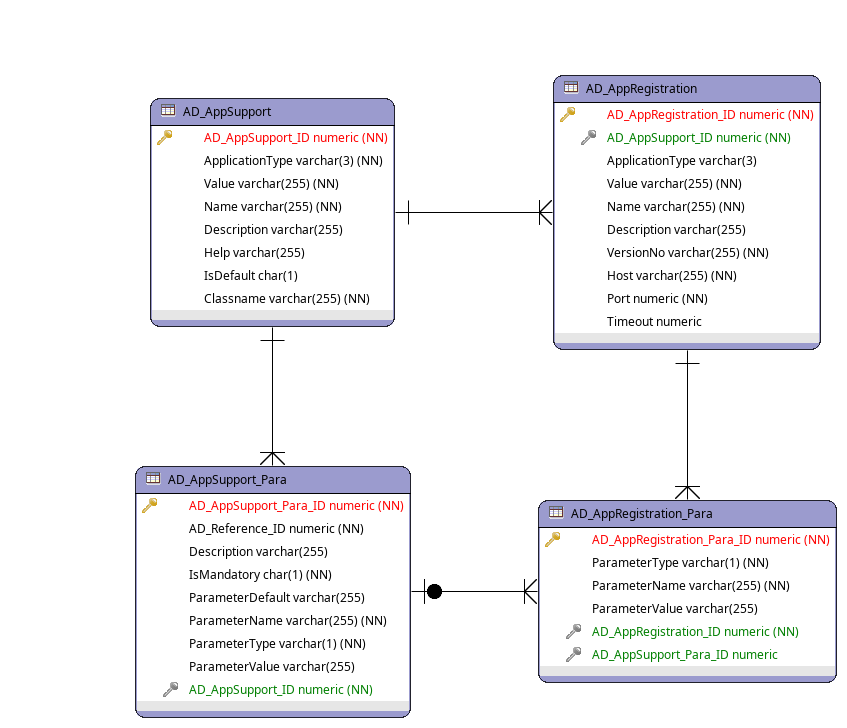 AD_AppSupport
AD_AppSupport_ID numeric (NN)
ApplicationType varchar(3) (NN)
Value varchar(255) (NN)
Name varchar(255) (NN)
Description varchar(255)
Help varchar(255)
IsDefault char(1)
Classname varchar(255) (NN)
AD_AppRegistration
AD_AppRegistration_ID numeric (NN)
AD_AppSupport_ID numeric (NN)
ApplicationType varchar(3)
Value varchar(255) (NN)
Name varchar(255) (NN)
Description varchar(255)
VersionNo varchar(255) (NN)
Host varchar(255) (NN)
Port numeric (NN)
Timeout numeric
AD_AppSupport_Para
AD_AppSupport_Para_ID numeric (NN)
AD_Reference_ID numeric (NN)
Description varchar(255)
IsMandatory char(1) (NN)
ParameterDefault varchar(255)
ParameterName varchar(255) (NN)
ParameterType varchar(1) (NN)
ParameterValue varchar(255)
AD_AppSupport_ID numeric (NN)
AD_AppRegistration_Para
AD_AppRegistration_Para_ID numeric (NN)
ParameterType varchar(1) (NN)
ParameterName varchar(255) (NN)
ParameterValue varchar(255)
AD_AppRegistration_ID numeric (NN)
AD_AppSupport_Para_ID numeric